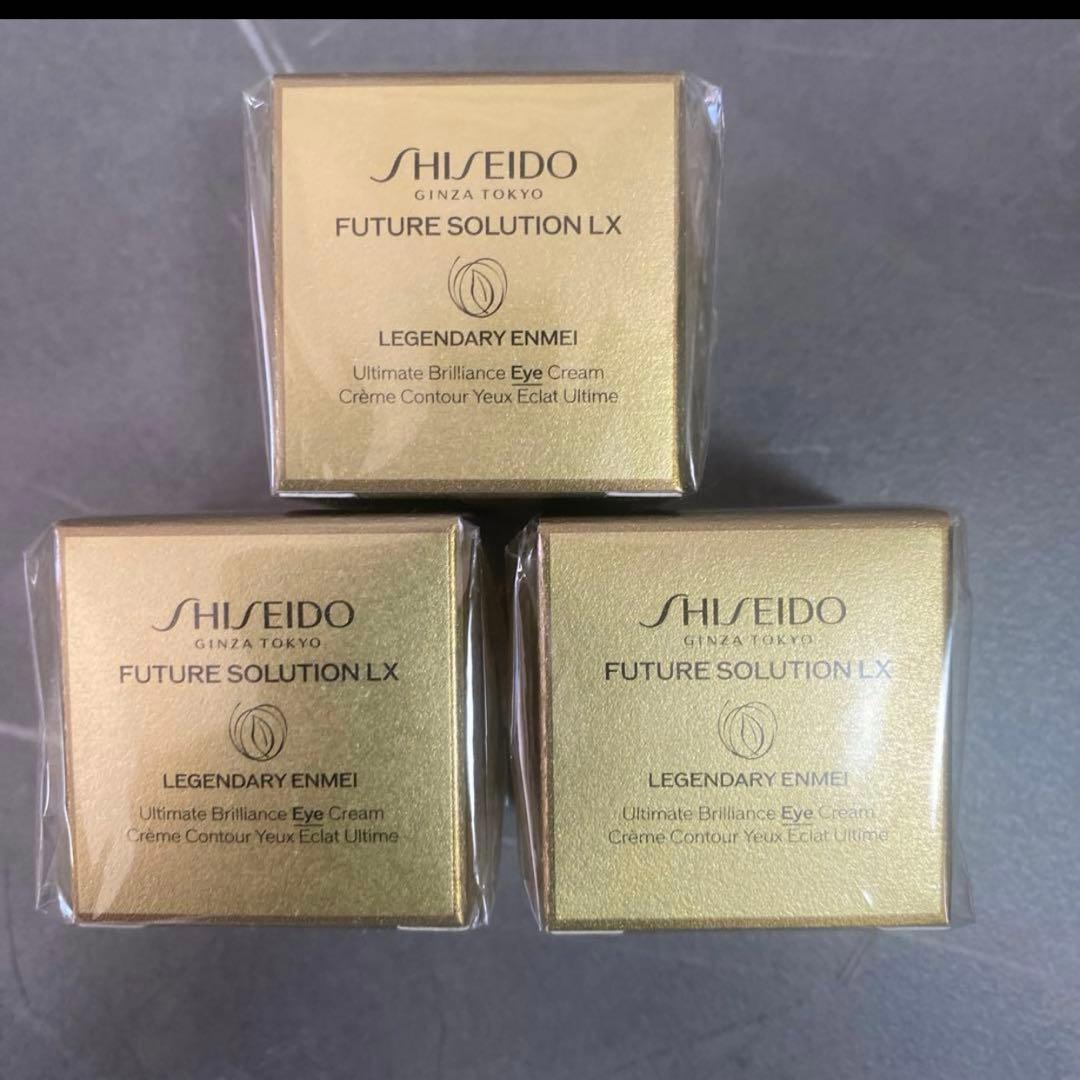 SHISEIDO
GINZA TOKYO
FUTURE SOLUTION LX
LEGENDARY ENMEI
Ultimate Brilliance Eye Cream
Crème Contour Yeux Eclat Ultime
SHISEIDO
GINZA TOKYO
FUTURE SOLUTION LX
LEGENDARY ENMEI
Ultimate Brilliance Eye Cream
Crème Contour Yeux Eclat Ultime
SHISEIDO
GINZA TOKYO
FUTURE SOLUTION LX
LEGENDARY ENMEI
Ultimate Brilliance Eye Cream
Crème Contour Yeux Eclat Ultime